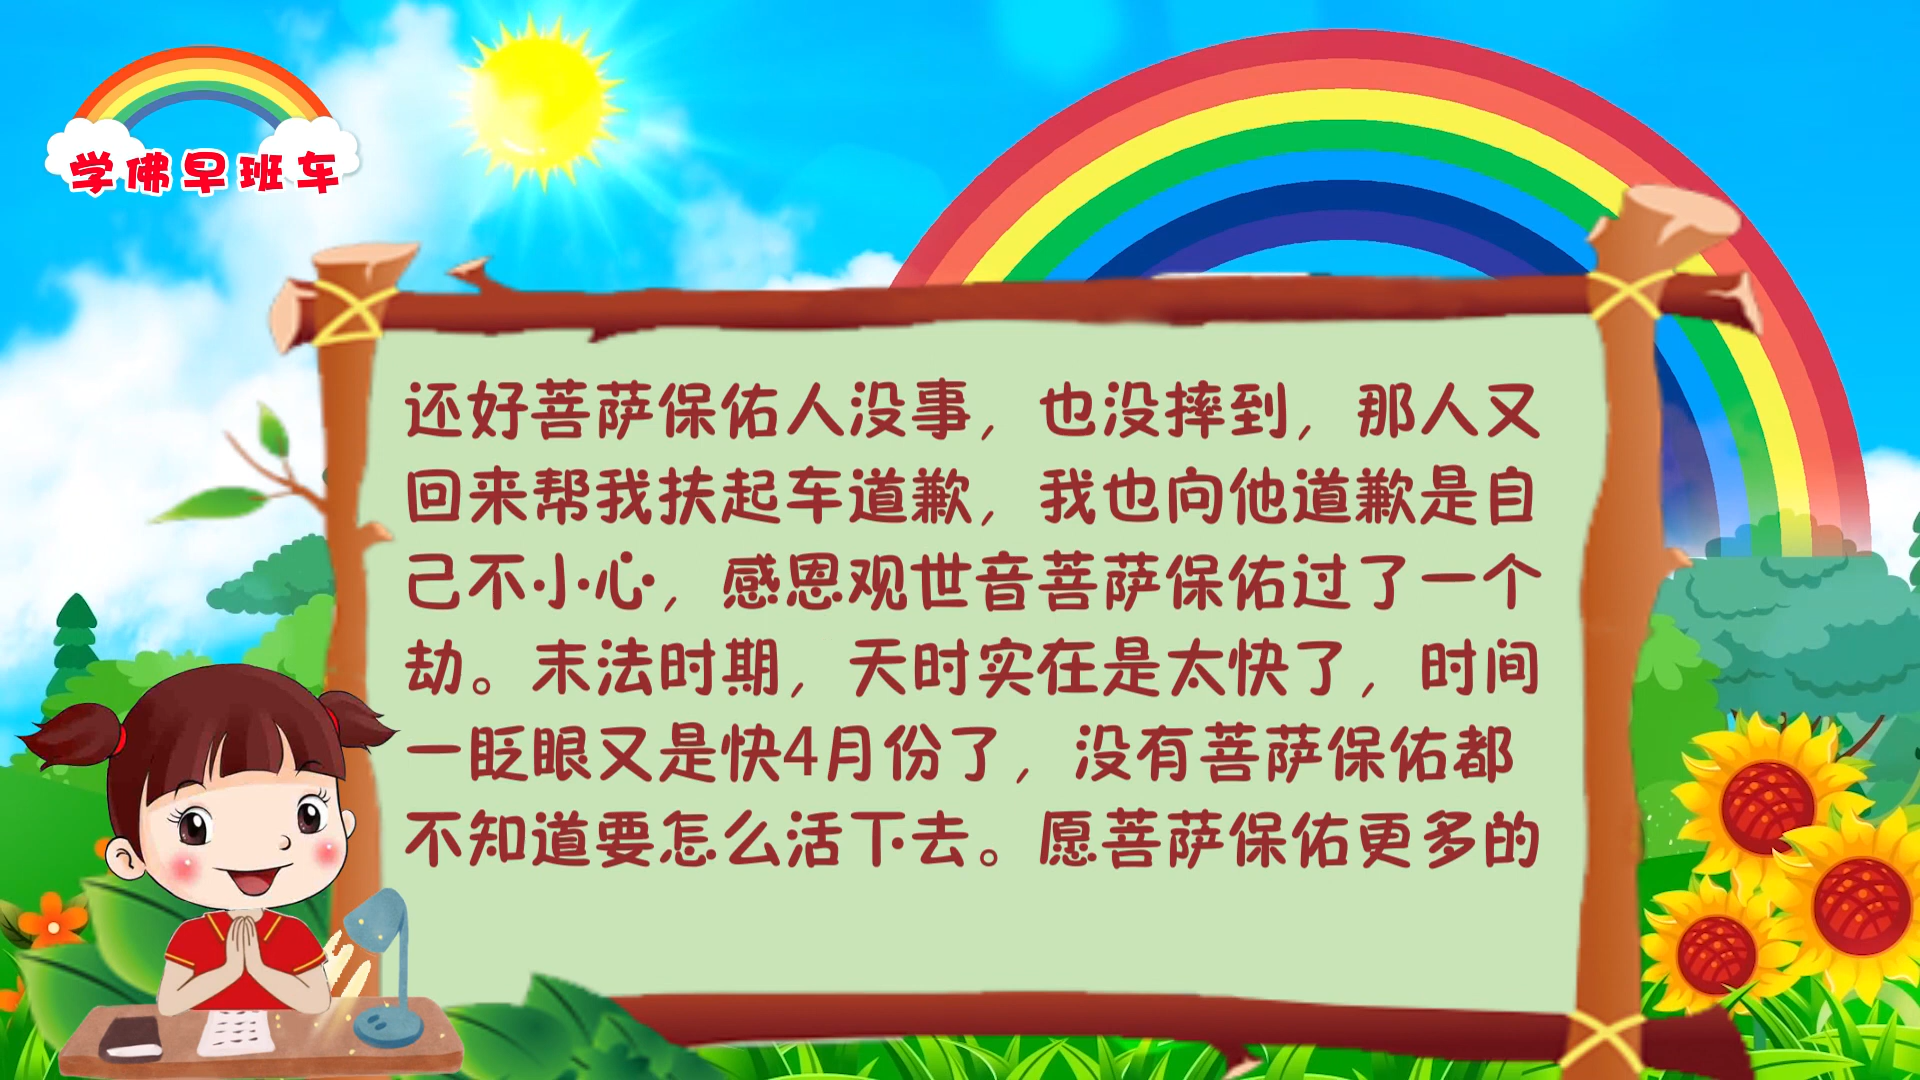 学佛早班车
还好菩萨保佑人没事，也没摔到，那人又
回来帮我扶起车道歉，我也向他道歉是自
己不小心，感恩观世音菩萨保佑过了一个
劫。末法时期，天时实在是太快了，时间
一眨眼又是快4月份了，没有菩萨保佑都
不知道要怎么活下去。愿菩萨保佑更多的